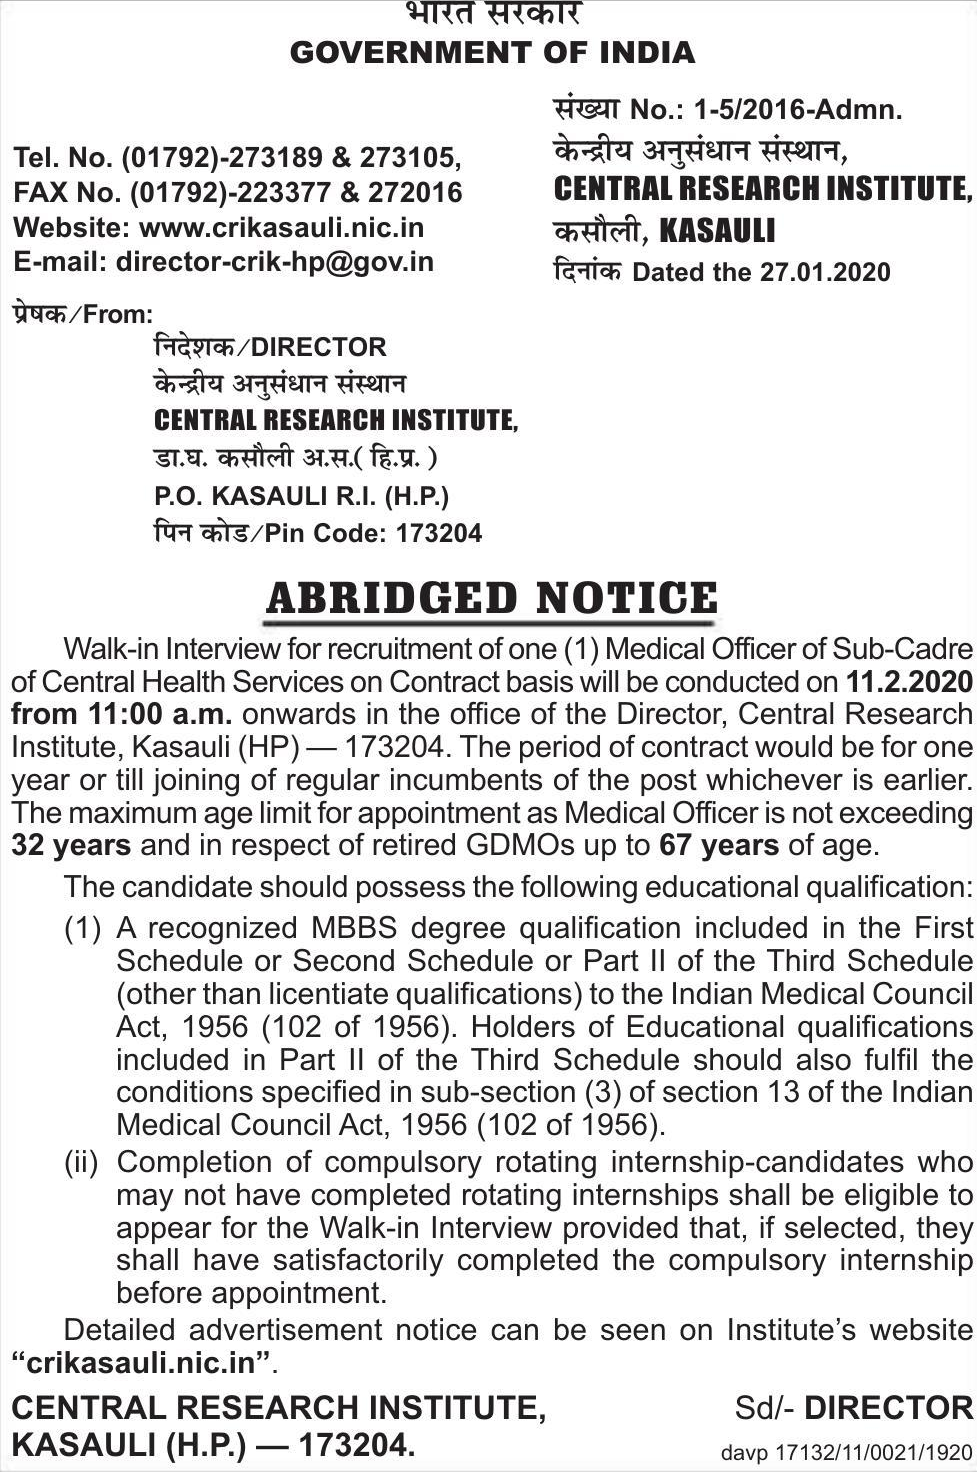 भारत सरकार
GOVERNMENT OF INDIA
संख्या No.: 1-5/2016-Admn.
केन्द्रीय अनुसंधान संस्थान,
CENTRAL RESEARCH INSTITUTE,
कसौली, KASAULI
दिनांक Dated the 27.01.2020
Tel. No. (01792)-273189 & 273105,
FAX No. (01792)-223377 & 272016
Website: www.crikasauli.nic.in
E-mail: director-crik-hp@gov.in
प्रेषक/From:
निदेशक/DIRECTOR
केन्द्रीय अनुसंधान संस्थान
CENTRAL RESEARCH INSTITUTE,
डा.घ. कसौली अ.स.( हि.प्र. )
P.O. KASAULI R.I. (H.P.)
पिन कोड/Pin Code: 173204
ABRIDGED NOTICE
Walk-in Interview for recruitment of one (1) Medical Officer of Sub-Cadre
of Central Health Services on Contract basis will be conducted on 11.2.2020
from 11:00 a.m. onwards in the office of the Director, Central Research
Institute, Kasauli (HP) — 173204. The period of contract would be for one
year or till joining of regular incumbents of the post whichever is earlier.
The maximum age limit for appointment as Medical Officer is not exceeding
32 years and in respect of retired GDMOs up to 67 years of age.
The candidate should possess the following educational qualification:
(1) A recognized MBBS degree qualification included in the First
Schedule or Second Schedule or Part II of the Third Schedule
(other than licentiate qualifications) to the Indian Medical Council
Act, 1956 (102 of 1956). Holders of Educational qualifications
included in Part II of the Third Schedule should also fulfil the
conditions specified in sub-section (3) of section 13 of the Indian
Medical Council Act, 1956 (102 of 1956).
(ii) Completion of compulsory rotating internship-candidates who
may not have completed rotating internships shall be eligible to
appear for the Walk-in Interview provided that, if selected, they
shall have satisfactorily completed the compulsory internship
before appointment.
Detailed advertisement notice can be seen on Institute's website
“crikasauli.nic.in”.
CENTRAL RESEARCH INSTITUTE,
KASAULI (H.P.) — 173204.
Sd/- DIRECTOR
davp 17132/11/0021/1920